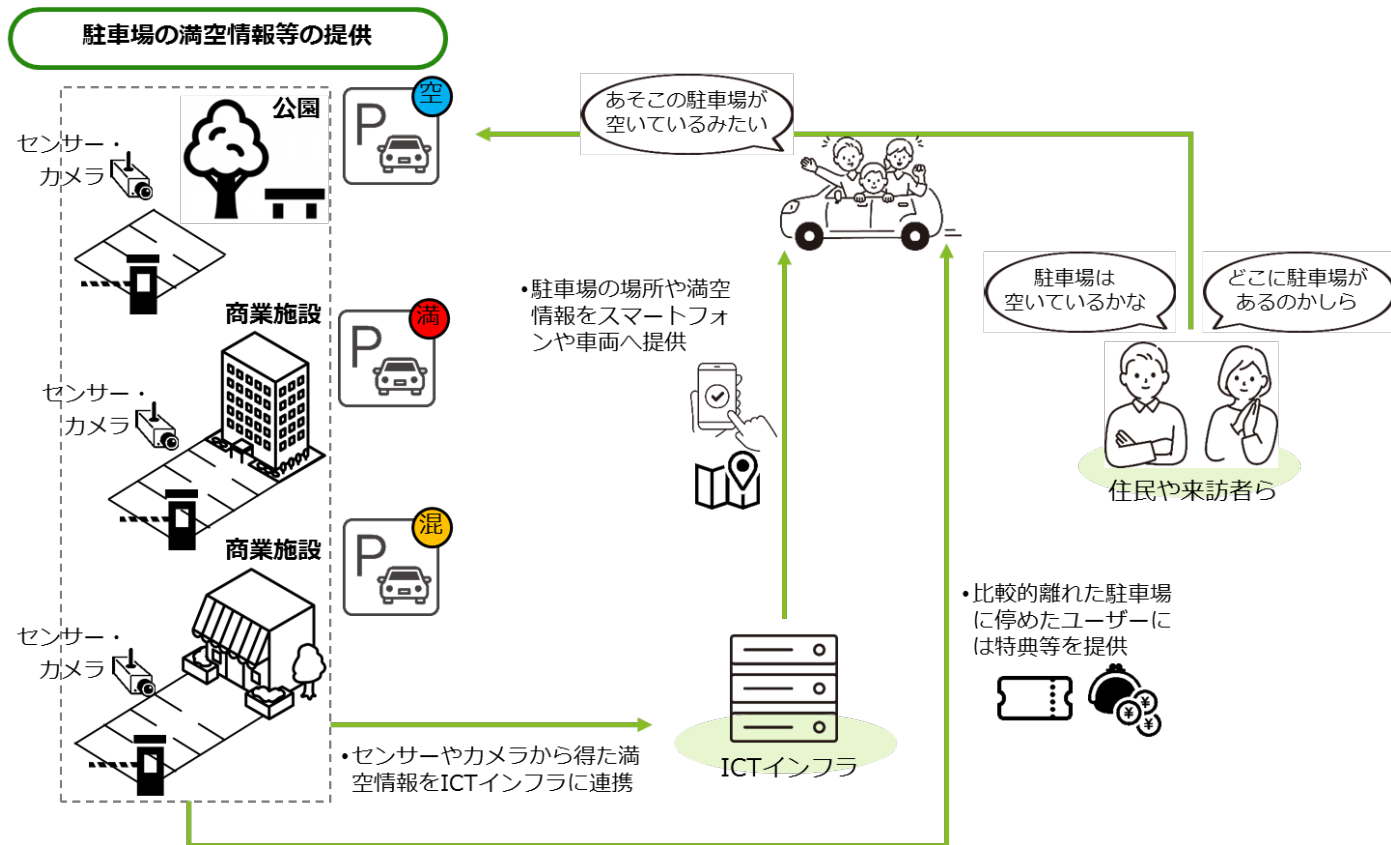 駐車場の満空情報等の提供
公園
空
P
センサー・
カメラ
商業施設
満
P
センサー・
カメラ
商業施設
混
P
センサー・
カメラ
あそこの駐車場が
空いているみたい
・駐車場の場所や満空
情報をスマートフォ
ンや車両へ提供
駐車場は
空いているかな
どこに駐車場が
あるのかしら
住民や来訪者ら
・比較的離れた駐車場
に停めたユーザーに
は特典等を提供
¥
¥
¥
ICTインフラ
・センサーやカメラから得た満
空情報をICTインフラに連携